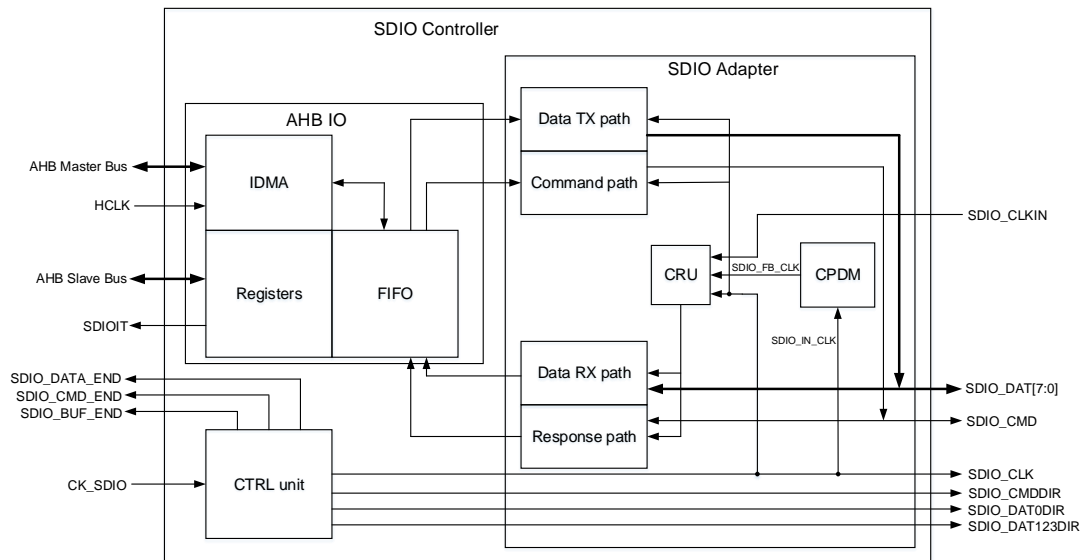 SDIO Controller
SDIO Adapter
AHB IO
Data TX path
Command path
AHB Master Bus
IDMA
HCLK
SDIO_CLKIN
AHB Slave Bus
Registers
FIFO
CRU
SDIO_FB_CLK
CPDM
SDIOIT
SDIO_IN_CLK
SDIO_DATA_END
SDIO_CMD_END
SDIO_BUF_END
Data RX path
SDIO_DAT[7:0]
Response path
SDIO_CMD
CK_SDIO
CTRL unit
SDIO_CLK
SDIO_CMDDIR
SDIO_DAT0DIR
SDIO_DAT123DIR